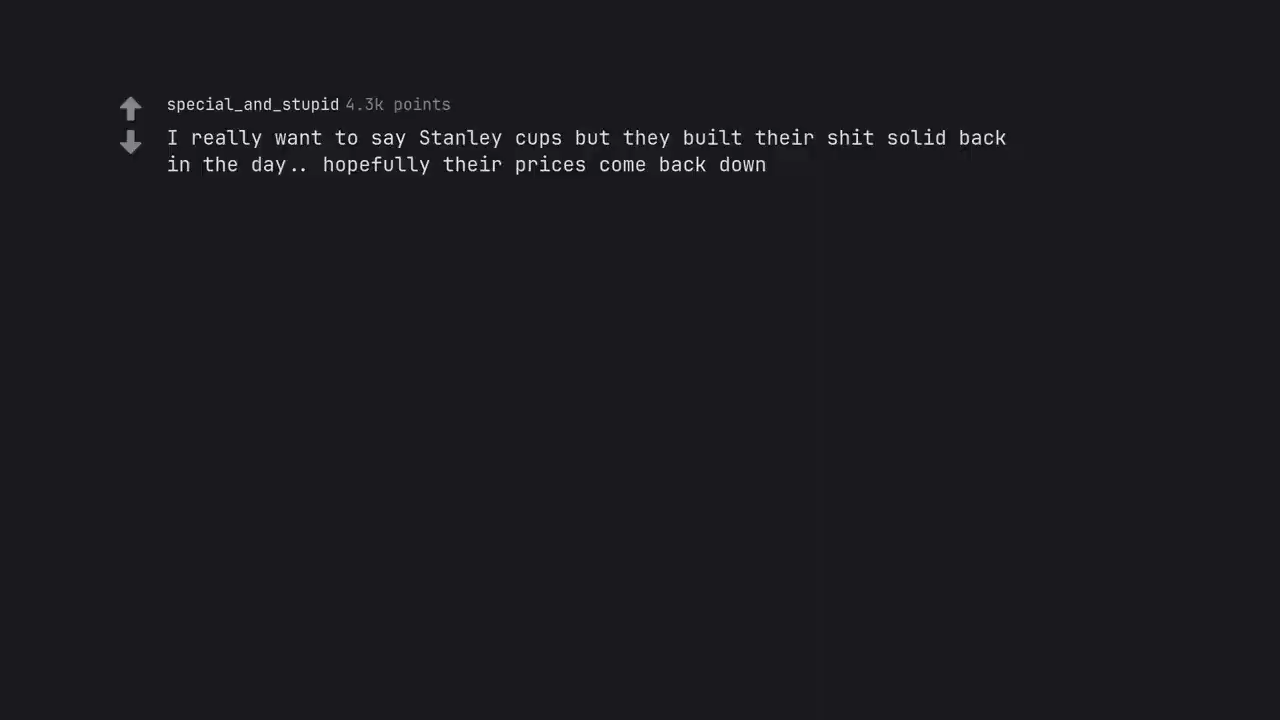 special_and_stupid 4.3k points
I really want to say Stanley cups but they built their shit solid back
in the day.. hopefully their prices come back down